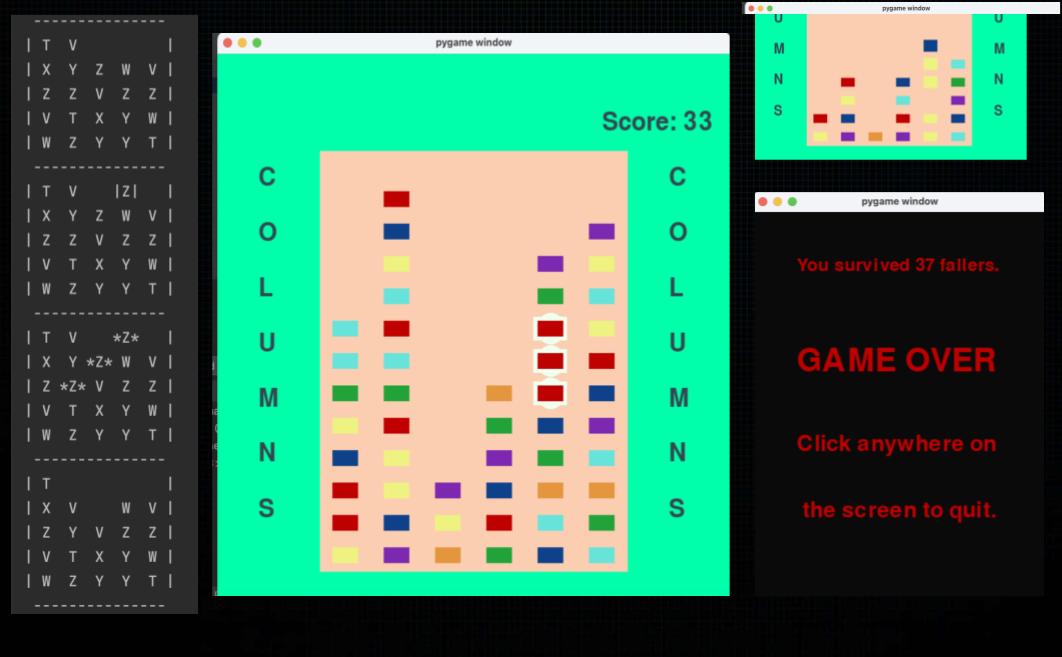 ----------------
| T V |
| X Y Z W V |
| Z Z V Z Z |
| V T X Y W |
| W Z Y Y T |
----------------
| T V |Z| |
| X Y Z W V |
| Z Z V Z Z |
| V T X Y W |
| W Z Y Y T |
----------------
| T V *Z* |
| X Y *Z* W V |
| Z *Z* V Z Z |
| V T X Y W |
| W Z Y Y T |
----------------
| T |
| X V W V |
| Z Y V Z Z |
| V T X Y W |
| W Z Y Y T |
----------------
pygame window
Score: 33
C
O
L
U
M
N
S
C
O
L
U
M
N
S
pygame window
U
M
N
S
U
M
N
S
pygame window
You survived 37 fallers.
GAME OVER
Click anywhere on
the screen to quit.